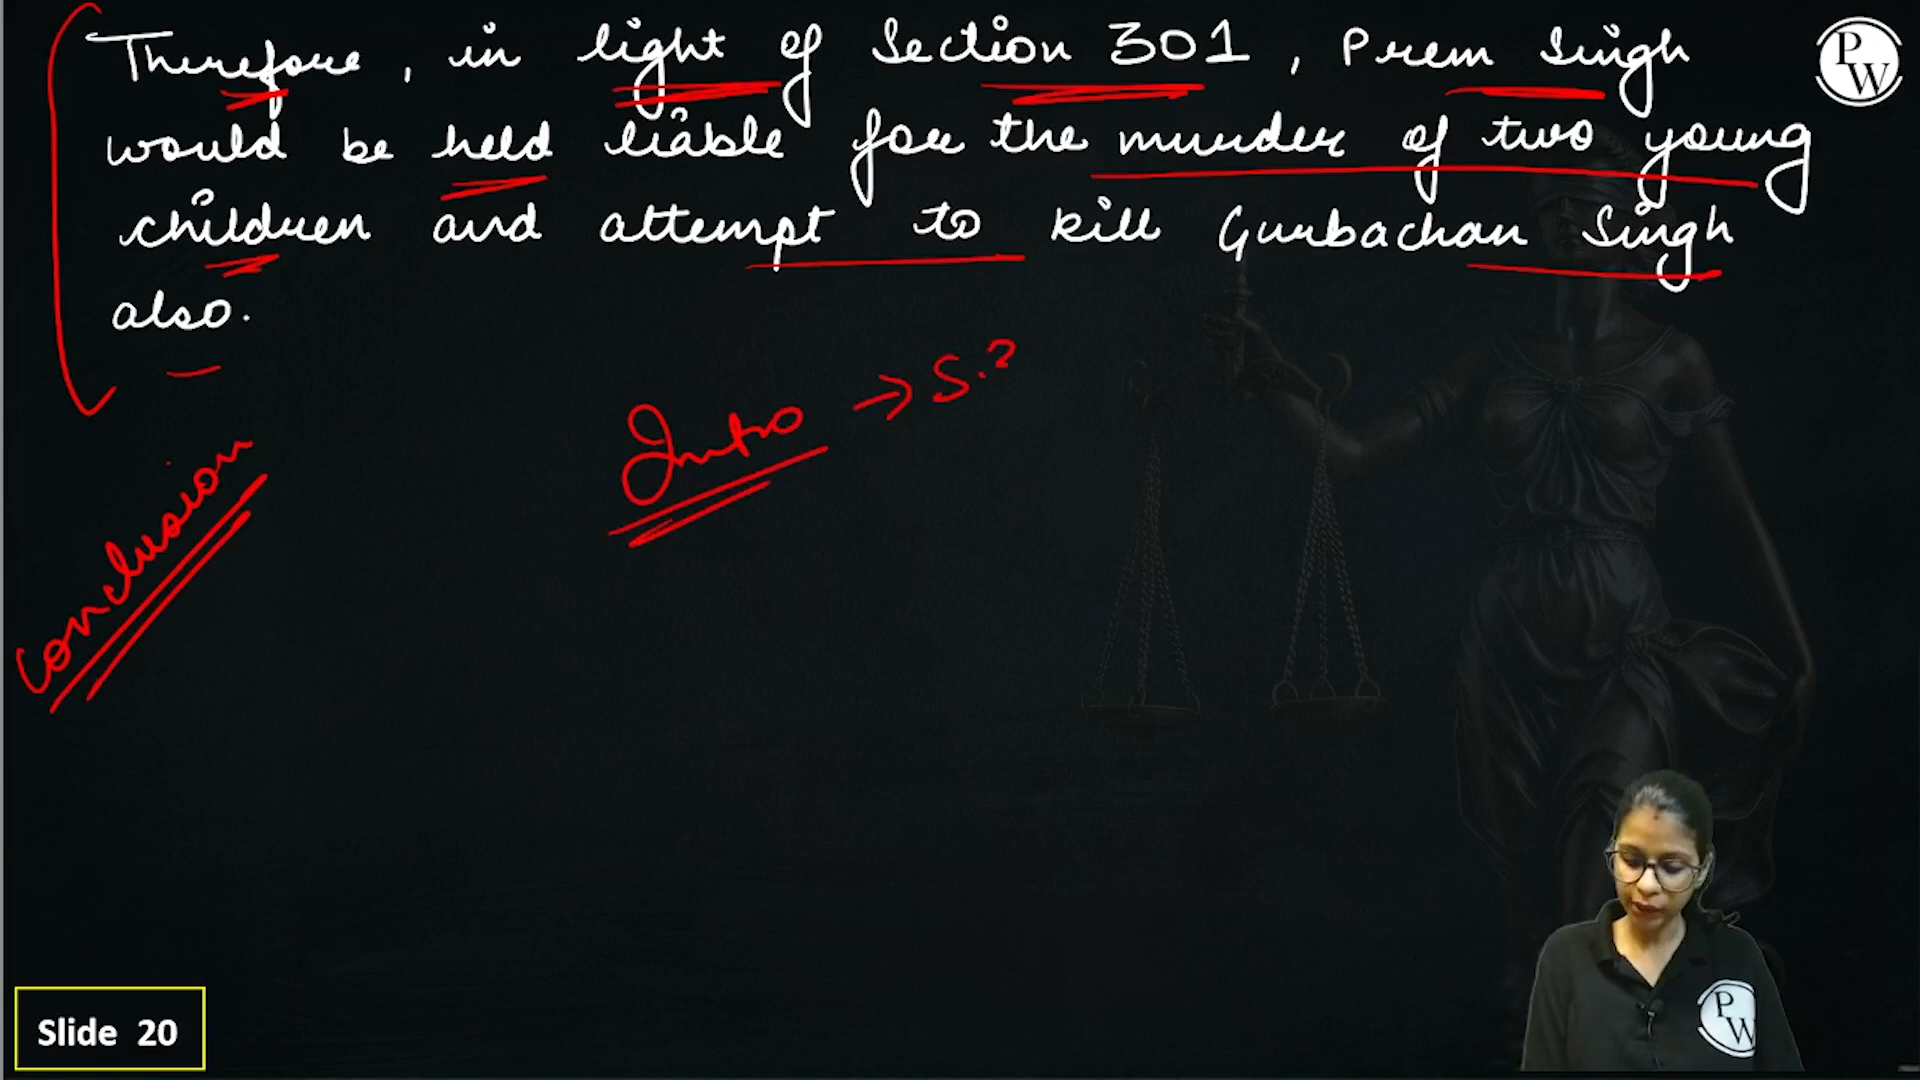 Therefore, in light of Section 301, Prem Singh
would be held liable for the murder of two young
children and attempt to kill Gurbachan Singh
also.
Intro → S.?
Conclusion
PW
PW
Slide 20